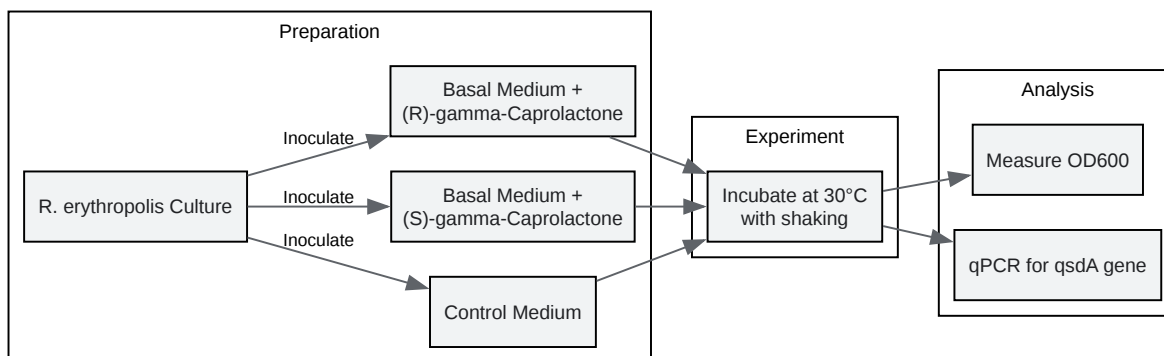 Preparation
Basal Medium +
(R)-gamma-Caprolactone
Inoculate
R. erythropolis Culture
Inoculate
Basal Medium +
(S)-gamma-Caprolactone
Inoculate
Control Medium
Experiment
Incubate at 30°C
with shaking
Analysis
Measure OD600
qPCR for qsdA gene